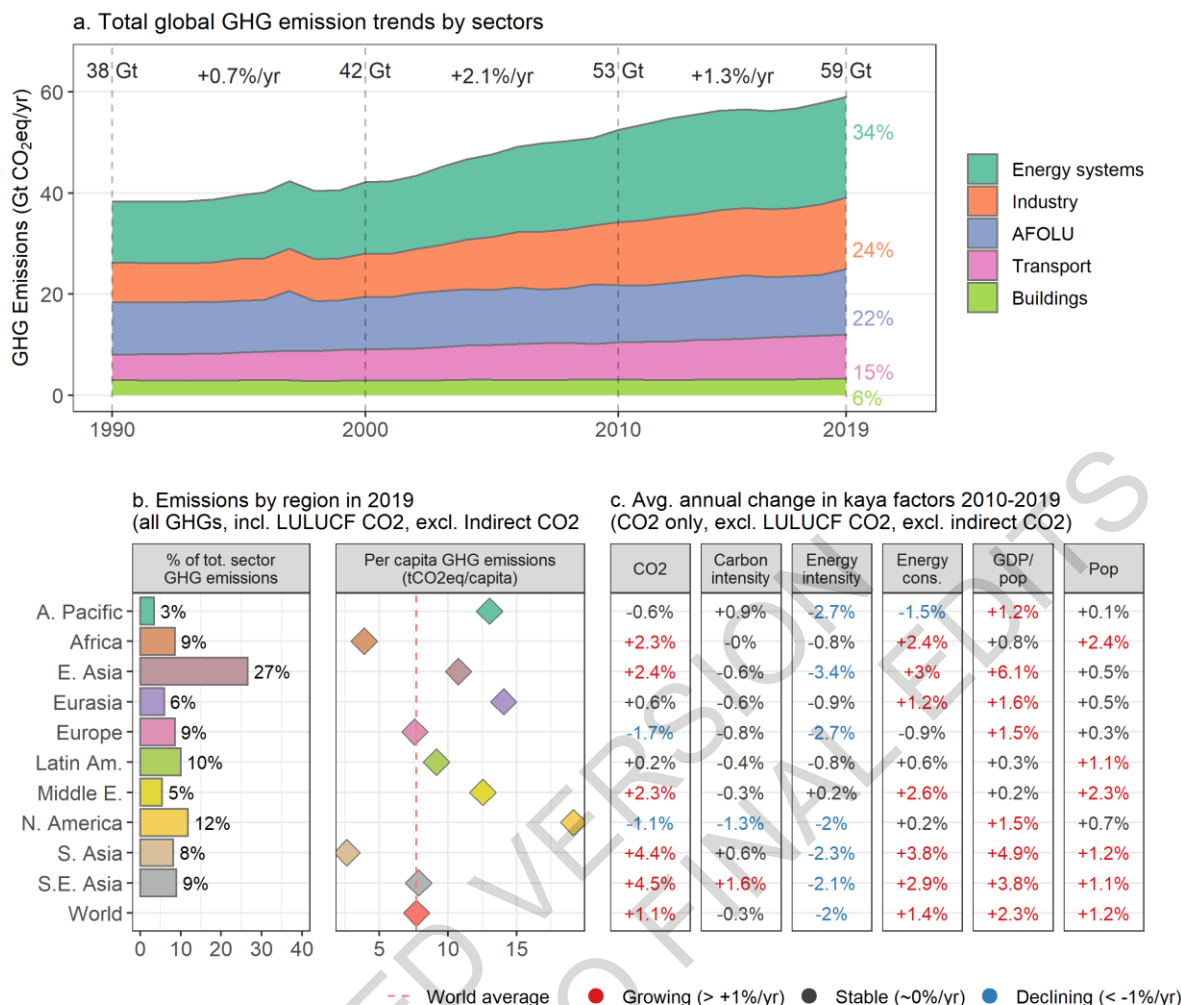 a. Total global GHG emission trends by sectors
38 Gt +0.7%/yr 42 Gt +2.1%/yr 53 Gt +1.3%/yr 59 Gt
GHG Emissions (Gt CO2eq/yr)
60
40
20
0
34%
24%
22%
15%
6%
1990 2000 2010 2019
Energy systems
Industry
AFOLU
Transport
Buildings
b. Emissions by region in 2019
(all GHGs, incl. LULUCF CO2, excl. Indirect CO2
% of tot. sector
GHG emissions
Per capita GHG emissions
(tCO2eq/capita)
A. Pacific 3%
Africa 9%
E. Asia 27%
Eurasia 6%
Europe 9%
Latin Am. 10%
Middle E. 5%
N. America 12%
S. Asia 8%
S.E. Asia 9%
World
0 10 20 30 40
5 10 15
c. Avg. annual change in kaya factors 2010-2019
(CO2 only, excl. LULUCF CO2, excl. indirect CO2)
CO2
Carbon
intensity
Energy
intensity
Energy
cons.
GDP/
pop
Pop
-0.6% +0.9% -2.7% -1.5% +1.2% +0.1%
+2.3% -0% -0.8% +2.4% +0.8% +2.4%
+2.4% -0.6% -3.4% +3% +6.1% +0.5%
+0.6% -0.6% -0.9% +1.2% +1.6% +0.5%
-1.7% -0.8% -2.7% -0.9% +1.5% +0.3%
+0.2% -0.4% -0.8% +0.6% +0.3% +1.1%
+2.3% -0.3% +0.2% +2.6% +0.2% +2.3%
-1.1% -1.3% -2% +0.2% +1.5% +0.7%
+4.4% +0.6% -2.3% +3.8% +4.9% +1.2%
+4.5% +1.6% -2.1% +2.9% +3.8% +1.1%
+1.1% -0.3% -2% +1.4% +2.3% +1.2%
World average Growing (> +1%/yr) Stable (~0%/yr) Declining (< -1%/yr)
VERSION
FINAL EDITS